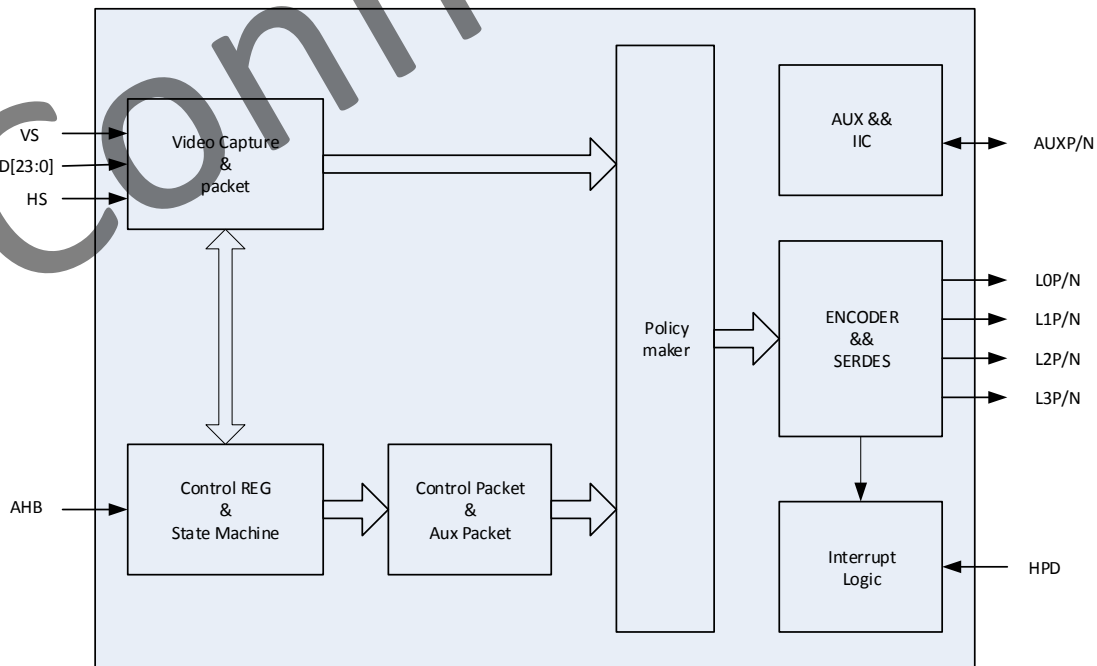 Video Capture
&
packet
VS
D[23:0]
HS
AUX &&
IIC
AUXP/N
Policy
maker
ENCODER
&&
SERDES
L0P/N
L1P/N
L2P/N
L3P/N
AHB
Control REG
&
State Machine
Control Packet
&
Aux Packet
Interrupt
Logic
HPD